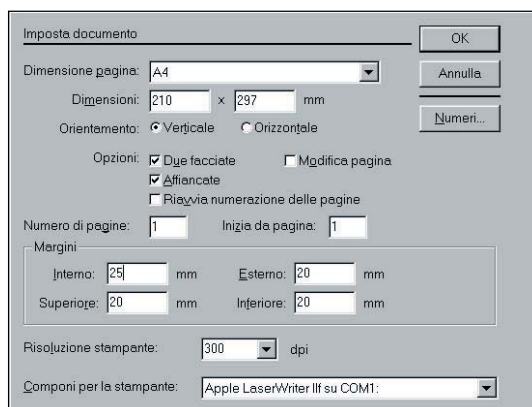 Imposta documento
OK
Dimensione pagina: A4
Annulla
Dimensioni: 210 x 297 mm
Numeri...
Orientamento: Verticale Orizzontale
Opzioni: Due facciate Modifica pagina
Affiancate
Riavvia numerazione delle pagine
Numero di pagine: 1 Inizia da pagina: 1
Margini
Interno: 25 mm Esterno: 20 mm
Superiore: 20 mm Inferiore: 20 mm
Risoluzione stampante: 300 dpi
Componi per la stampante: Apple LaserWriter IIf su COM1: